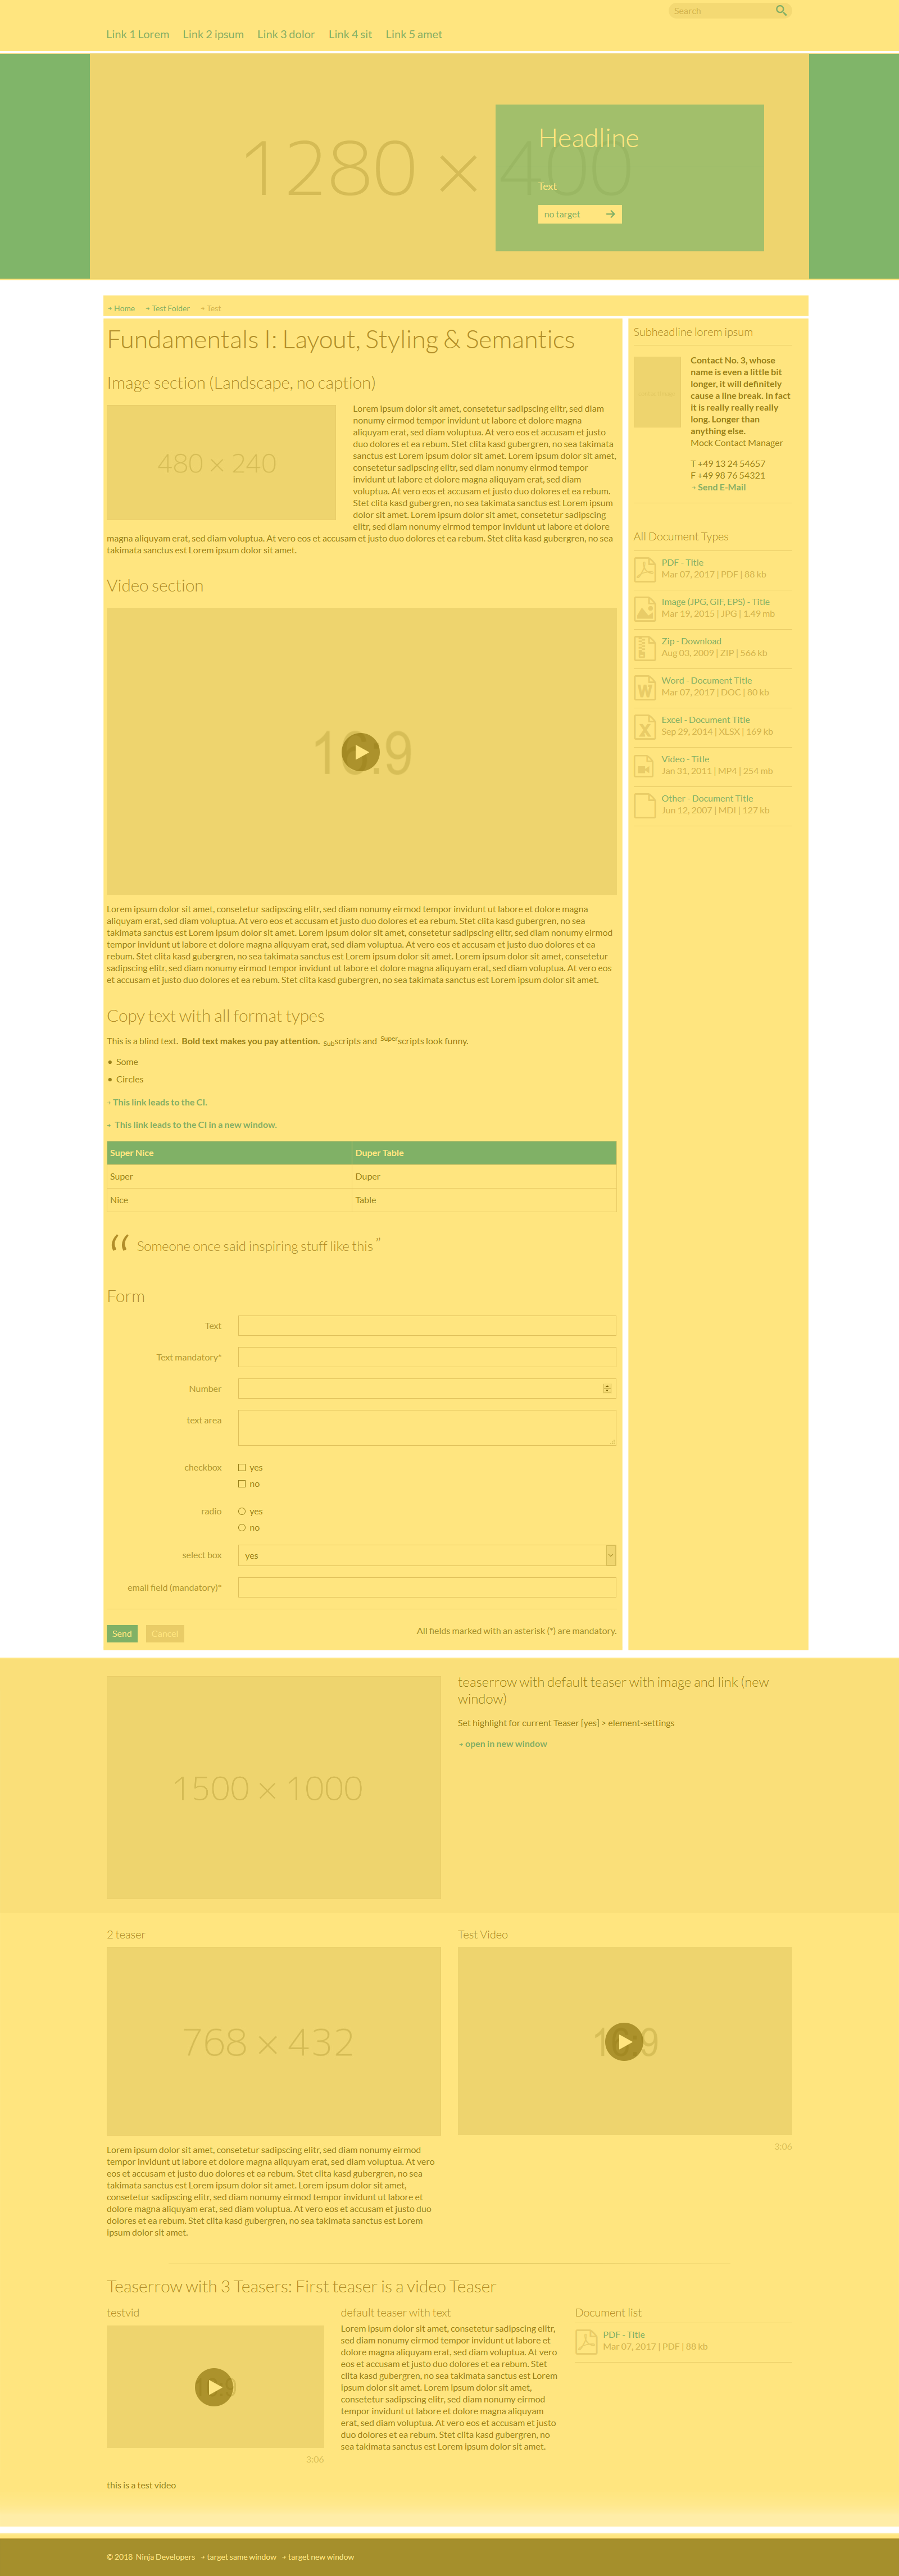 Search
Link 1 Lorem Link 2 ipsum Link 3 dolor Link 4 sit Link 5 amet
1280 × 400
Headline
Text
no target
Home Test Folder Test
Fundamentals I: Layout, Styling & Semantics
Image section (Landscape, no caption)
480 × 240
Lorem ipsum dolor sit amet, consetetur sadipscing elitr, sed diam
nonumy eirmod tempor invidunt ut labore et dolore magna
aliquyam erat, sed diam voluptua. At vero eos et accusam et justo
duo dolores et ea rebum. Stet clita kasd gubergren, no sea takimata
sanctus est Lorem ipsum dolor sit amet. Lorem ipsum dolor sit amet,
consetetur sadipscing elitr, sed diam nonumy eirmod tempor
invidunt ut labore et dolore magna aliquyam erat, sed diam
voluptua. At vero eos et accusam et justo duo dolores et ea rebum.
Stet clita kasd gubergren, no sea takimata sanctus est Lorem ipsum
dolor sit amet. Lorem ipsum dolor sit amet, consetetur sadipscing
elitr, sed diam nonumy eirmod tempor invidunt ut labore et dolore
magna aliquyam erat, sed diam voluptua. At vero eos et accusam et justo duo dolores et ea rebum. Stet clita kasd gubergren, no sea
takimata sanctus est Lorem ipsum dolor sit amet.
Video section
16:9
Lorem ipsum dolor sit amet, consetetur sadipscing elitr, sed diam nonumy eirmod tempor invidunt ut labore et dolore magna
aliquyam erat, sed diam voluptua. At vero eos et accusam et justo duo dolores et ea rebum. Stet clita kasd gubergren, no sea
takimata sanctus est Lorem ipsum dolor sit amet. Lorem ipsum dolor sit amet, consetetur sadipscing elitr, sed diam nonumy eirmod
tempor invidunt ut labore et dolore magna aliquyam erat, sed diam voluptua. At vero eos et accusam et justo duo dolores et ea
rebum. Stet clita kasd gubergren, no sea takimata sanctus est Lorem ipsum dolor sit amet. Lorem ipsum dolor sit amet, consetetur
sadipscing elitr, sed diam nonumy eirmod tempor invidunt ut labore et dolore magna aliquyam erat, sed diam voluptua. At vero eos
et accusam et justo duo dolores et ea rebum. Stet clita kasd gubergren, no sea takimata sanctus est Lorem ipsum dolor sit amet.
Copy text with all format types
This is a blind text. Bold text makes you pay attention. Subscripts and Superscripts look funny.
• Some
• Circles
This link leads to the CI.
This link leads to the CI in a new window.
Super Nice Duper Table
Super Duper
Nice Table
“ Someone once said inspiring stuff like this ”
Form
Text
Text mandatory*
Number
text area
checkbox yes
no
radio yes
no
select box yes
email field (mandatory)*
Send Cancel All fields marked with an asterisk (*) are mandatory.
Subheadline lorem ipsum
Contact No. 3, whose
name is even a little bit
longer, it will definitely
cause a line break. In fact
it is really really really
long. Longer than
anything else.
Mock Contact Manager
T +49 13 24 54657
F +49 98 76 54321
Send E-Mail
All Document Types
PDF - Title
Mar 07, 2017 | PDF | 88 kb
Image (JPG, GIF, EPS) - Title
Mar 19, 2015 | JPG | 1.49 mb
Zip - Download
Aug 03, 2009 | ZIP | 566 kb
Word - Document Title
Mar 07, 2017 | DOC | 80 kb
Excel - Document Title
Sep 29, 2014 | XLSX | 169 kb
Video - Title
Jan 31, 2011 | MP4 | 254 mb
Other - Document Title
Jun 12, 2007 | MDI | 127 kb
1500 × 1000
teaserrow with default teaser with image and link (new
window)
Set highlight for current Teaser [yes] > element-settings
open in new window
2 teaser
768 × 432
Lorem ipsum dolor sit amet, consetetur sadipscing elitr, sed diam nonumy eirmod
tempor invidunt ut labore et dolore magna aliquyam erat, sed diam voluptua. At vero
eos et accusam et justo duo dolores et ea rebum. Stet clita kasd gubergren, no sea
takimata sanctus est Lorem ipsum dolor sit amet. Lorem ipsum dolor sit amet,
consetetur sadipscing elitr, sed diam nonumy eirmod tempor invidunt ut labore et
dolore magna aliquyam erat, sed diam voluptua. At vero eos et accusam et justo duo
dolores et ea rebum. Stet clita kasd gubergren, no sea takimata sanctus est Lorem
ipsum dolor sit amet.
Test Video
16:9
3:06
Teaserrow with 3 Teasers: First teaser is a video Teaser
testvid
3:06
this is a test video
default teaser with text
Lorem ipsum dolor sit amet, consetetur sadipscing elitr,
sed diam nonumy eirmod tempor invidunt ut labore et
dolore magna aliquyam erat, sed diam voluptua. At vero
eos et accusam et justo duo dolores et ea rebum. Stet
clita kasd gubergren, no sea takimata sanctus est Lorem
ipsum dolor sit amet. Lorem ipsum dolor sit amet,
consetetur sadipscing elitr, sed diam nonumy eirmod
tempor invidunt ut labore et dolore magna aliquyam
erat, sed diam voluptua. At vero eos et accusam et justo
duo dolores et ea rebum. Stet clita kasd gubergren, no
sea takimata sanctus est Lorem ipsum dolor sit amet.
Document list
PDF - Title
Mar 07, 2017 | PDF | 88 kb
© 2018 Ninja Developers target same window target new window